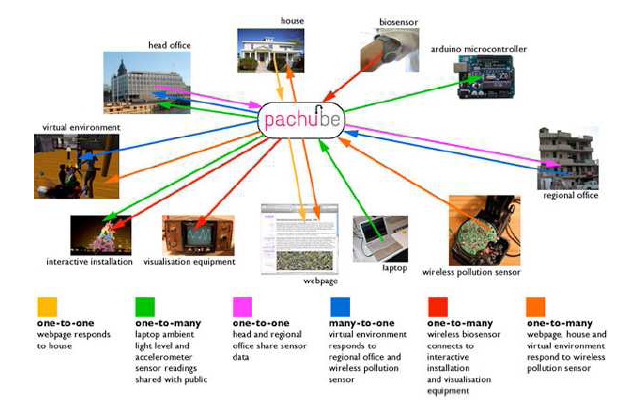 house
biosensor
head office
arduino microcontroller
pachube
virtual environment
regional office
interactive installation
visualisation equipment
webpage
laptop
wireless pollution sensor
one-to-one
webpage responds
to house
one-to-many
laptop ambient
light level and
accelerometer
sensor readings
shared with public
one-to-one
head and regional
office share sensor
data
many-to-one
virtual environment
responds to
regional office and
wireless pollution
sensor
one-to-many
wireless biosensor
connects to
interactive
installation
and visualisation
equipment
one-to-many
webpage, house and
virtual environment
respond to wireless
pollution sensor